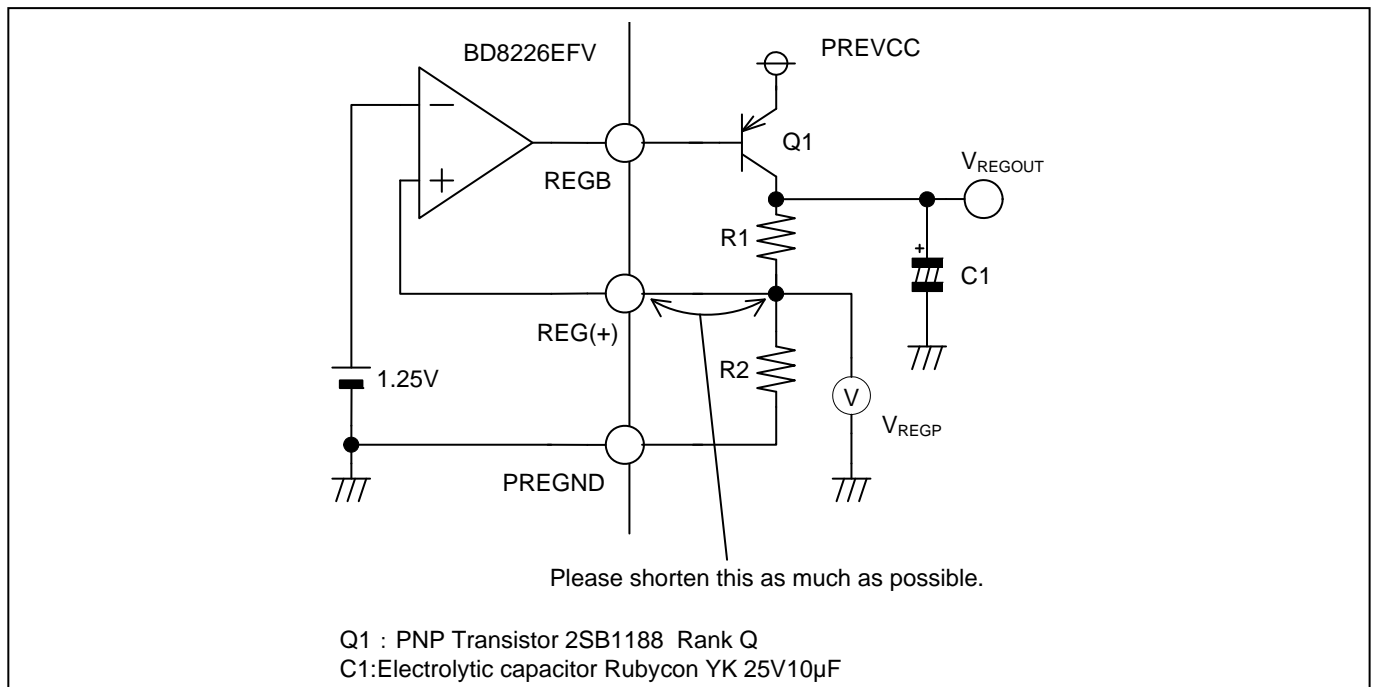 BD8226EFV
PREVCC
Q1
REGB
VREGOUT
R1
C1
REG(+)
R2
1.25V
V
VREGP
PREGND
Please shorten this as much as possible.
Q1 : PNP Transistor 2SB1188 Rank Q
C1:Electrolytic capacitor Rubycon YK 25V10µF